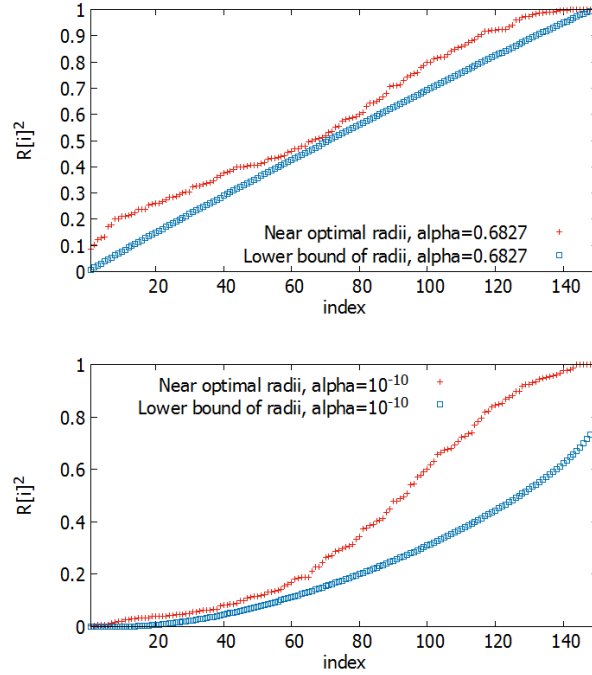 1
0.9
0.8
0.7
0.6
0.5
0.4
0.3
0.2
0.1
0
R[i]²
Near optimal radii, alpha=0.6827
Lower bound of radii, alpha=0.6827
20 40 60 80 100 120 140
index
1
0.8
0.6
0.4
0.2
0
R[i]²
Near optimal radii, alpha=10⁻¹⁰
Lower bound of radii, alpha=10⁻¹⁰
20 40 60 80 100 120 140
index